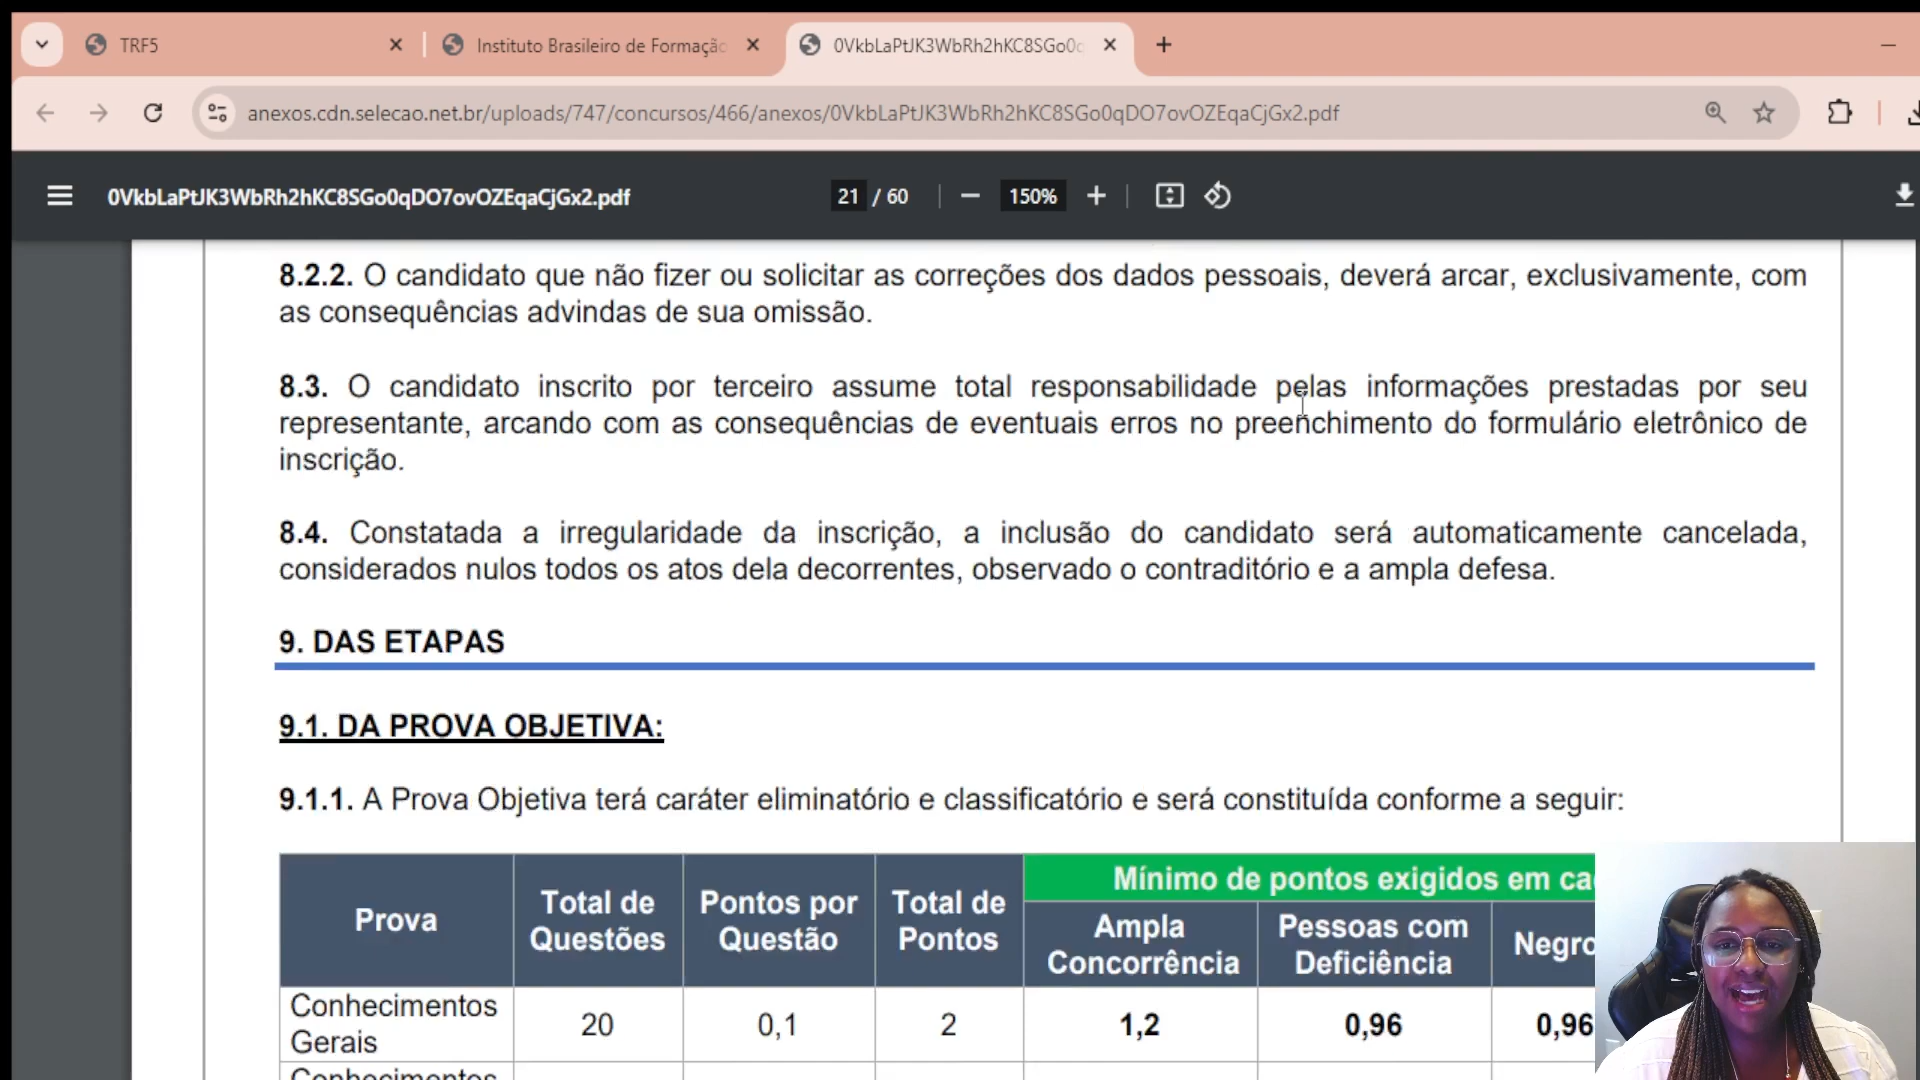 TRF5
Instituto Brasileiro de Formação
0VkbLaPtJK3WbRh2hKC8SGo0q
anexos.cdn.selecao.net.br/uploads/747/concursos/466/anexos/0VkbLaPtJK3WbRh2hKC8SGo0qDO7ovOZEqaCjGx2.pdf
0VkbLaPtJK3WbRh2hKC8SGo0qDO7ovOZEqaCjGx2.pdf
21 / 60
150%
8.2.2. O candidato que não fizer ou solicitar as correções dos dados pessoais, deverá arcar, exclusivamente, com
as consequências advindas de sua omissão.
8.3. O candidato inscrito por terceiro assume total responsabilidade pelas informações prestadas por seu
representante, arcando com as consequências de eventuais erros no preenchimento do formulário eletrônico de
inscrição.
8.4. Constatada a irregularidade da inscrição, a inclusão do candidato será automaticamente cancelada,
considerados nulos todos os atos dela decorrentes, observado o contraditório e a ampla defesa.
9. DAS ETAPAS
9.1. DA PROVA OBJETIVA:
9.1.1. A Prova Objetiva terá caráter eliminatório e classificatório e será constituída conforme a seguir:
Mínimo de pontos exigidos em ca
Prova
Total de
Questões
Pontos por
Questão
Total de
Pontos
Ampla
Concorrência
Pessoas com
Deficiência
Negro
Conhecimentos
Gerais
20
0,1
2
1,2
0,96
0,96
Conhecimentos